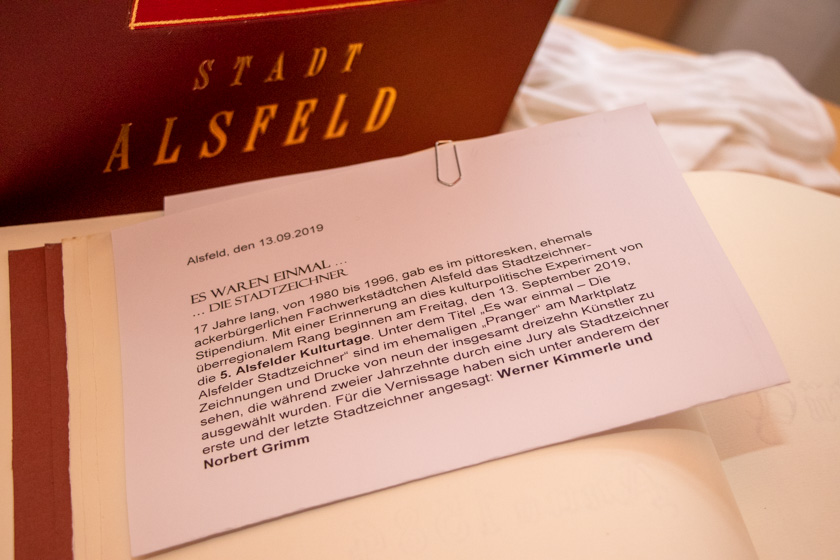 STADT
ALSFELD
Alsfeld, den 13.09.2019
ES WAREN EINMAL …
… DIE STADTZEICHNER
17 Jahre lang, von 1980 bis 1996, gab es im pittoresken, ehemals
ackerbürgerlichen Fachwerkstädtchen Alsfeld das Stadtzeichner-
Stipendium. Mit einer Erinnerung an dies kulturpolitische Experiment von
überregionalem Rang beginnen am Freitag, den 13. September 2019,
die 5. Alsfelder Kulturtage. Unter dem Titel „Es war einmal – Die
Alsfelder Stadtzeichner“ sind im ehemaligen „Pranger“ am Marktplatz
Zeichnungen und Drucke von neun der insgesamt dreizehn Künstler zu
sehen, die während zweier Jahrzehnte durch eine Jury als Stadtzeichner
ausgewählt wurden. Für die Vernissage haben sich unter anderem der
erste und der letzte Stadtzeichner angesagt: Werner Kimmerle und
Norbert Grimm